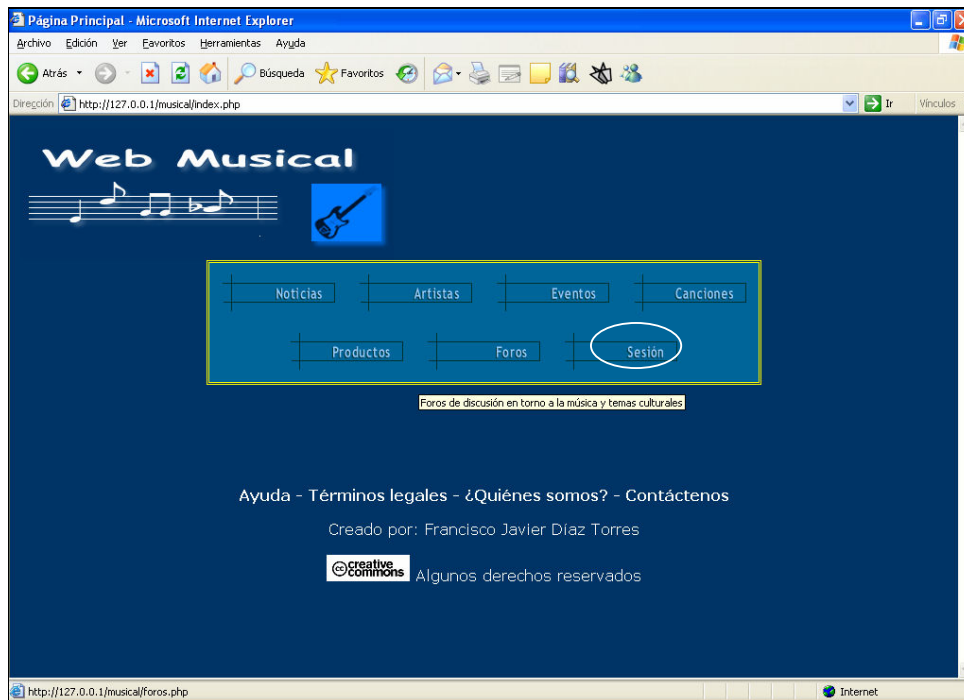 Página Principal - Microsoft Internet Explorer
Archivo Edición Ver Favoritos Herramientas Ayuda
Atrás Búsqueda Favoritos
Dirección http://127.0.0.1/musical/index.php Ir Vínculos
Web Musical
Noticias Artistas Eventos Canciones
Productos Foros Sesión
Foros de discusión en torno a la música y temas culturales
Ayuda - Términos legales - ¿Quiénes somos? - Contáctenos
Creado por: Francisco Javier Díaz Torres
cc creative commons Algunos derechos reservados
http://127.0.0.1/musical/foros.php Internet